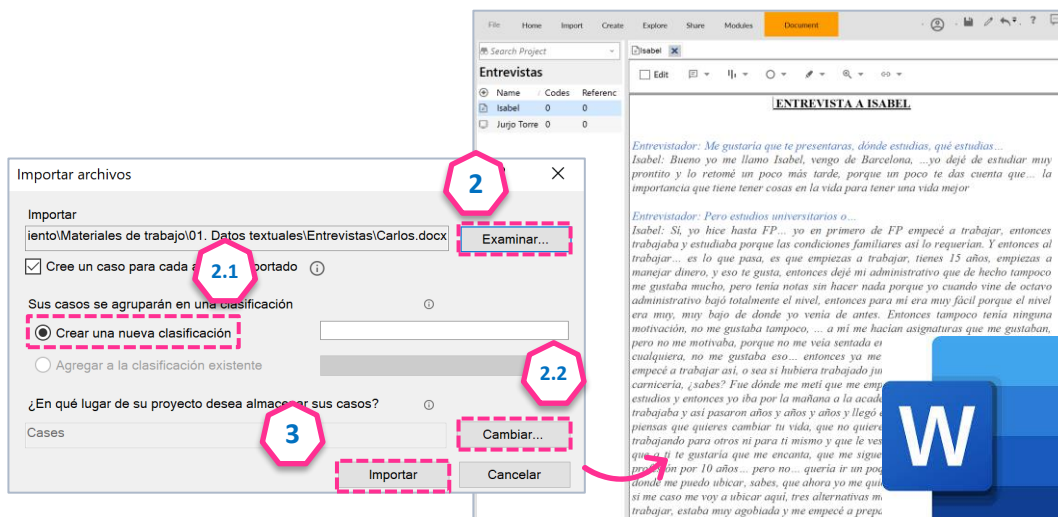 File Home Import Create Explore Share Modules Document
Search Project
Isabel
Entrevistas
Edit
Name Codes Referenc
Isabel 0 0
Jurjo Torre 0 0
ENTREVISTA A ISABEL
Entrevistador: Me gustaría que te presentaras, dónde estudias, qué estudias…
Isabel: Bueno yo me llamo Isabel, vengo de Barcelona, …yo dejé de estudiar muy
prontito y lo retomé un poco más tarde, porque un poco te das cuenta que… la
importancia que tiene tener cosas en la vida para tener una vida mejor
Entrevistador: Pero estudios universitarios o…
Isabel: Sí, yo hice hasta FP… yo en primero de FP empecé a trabajar, entonces
trabajaba y estudiaba porque las condiciones familiares así lo requerían. Y entonces al
trabajar… es lo que pasa, es que empiezas a trabajar, tienes 15 años, empiezas a
manejar dinero, y eso te gusta, entonces dejé mi administrativo que de hecho tampoco
me gustaba mucho, pero tenía notas sin hacer nada porque yo cuando vine de octavo
administrativo bajó totalmente el nivel, entonces para mí era muy fácil porque el nivel
era muy, muy bajo de donde yo venía de antes. Entonces tampoco tenía ninguna
motivación, no me gustaba tampoco, … a mí me hacían asignaturas que me gustaban,
pero no me motivaba, porque no me veía sentada e
cualquiera, no me gustaba eso… entonces ya me
empecé a trabajar así, o sea si hubiera trabajado ju
carnicería, ¿sabes? Fue dónde me metí que me emp
estudios y entonces yo iba por la mañana a la acade
trabajaba y así pasaron años y años y años y llegó
piensas que quieres cambiar tu vida, que no quiere
trabajando para otros ni para ti mismo y que le ves
que a ti te gustaría que me encanta, que me sigue
por 10 años… pero no… quería ir un poq
donde me puedo ubicar, sabes, que ahora yo me qui
si me caso me voy a ubicar aquí, tres alternativas m
trabajar, estaba muy agobiada y me empecé a prepa
W
Importar archivos
2
Importar
iento\Materiales de trabajo\01. Datos textuales\Entrevistas\Carlos.docx
Examinar...
Cree un caso para cada a 2.1 portado
Sus casos se agruparán en una clasificación
Crear una nueva clasificación
Agregar a la clasificación existente
2.2
¿En qué lugar de su proyecto desea almacenar sus casos?
Cases
3
Cambiar...
Importar Cancelar